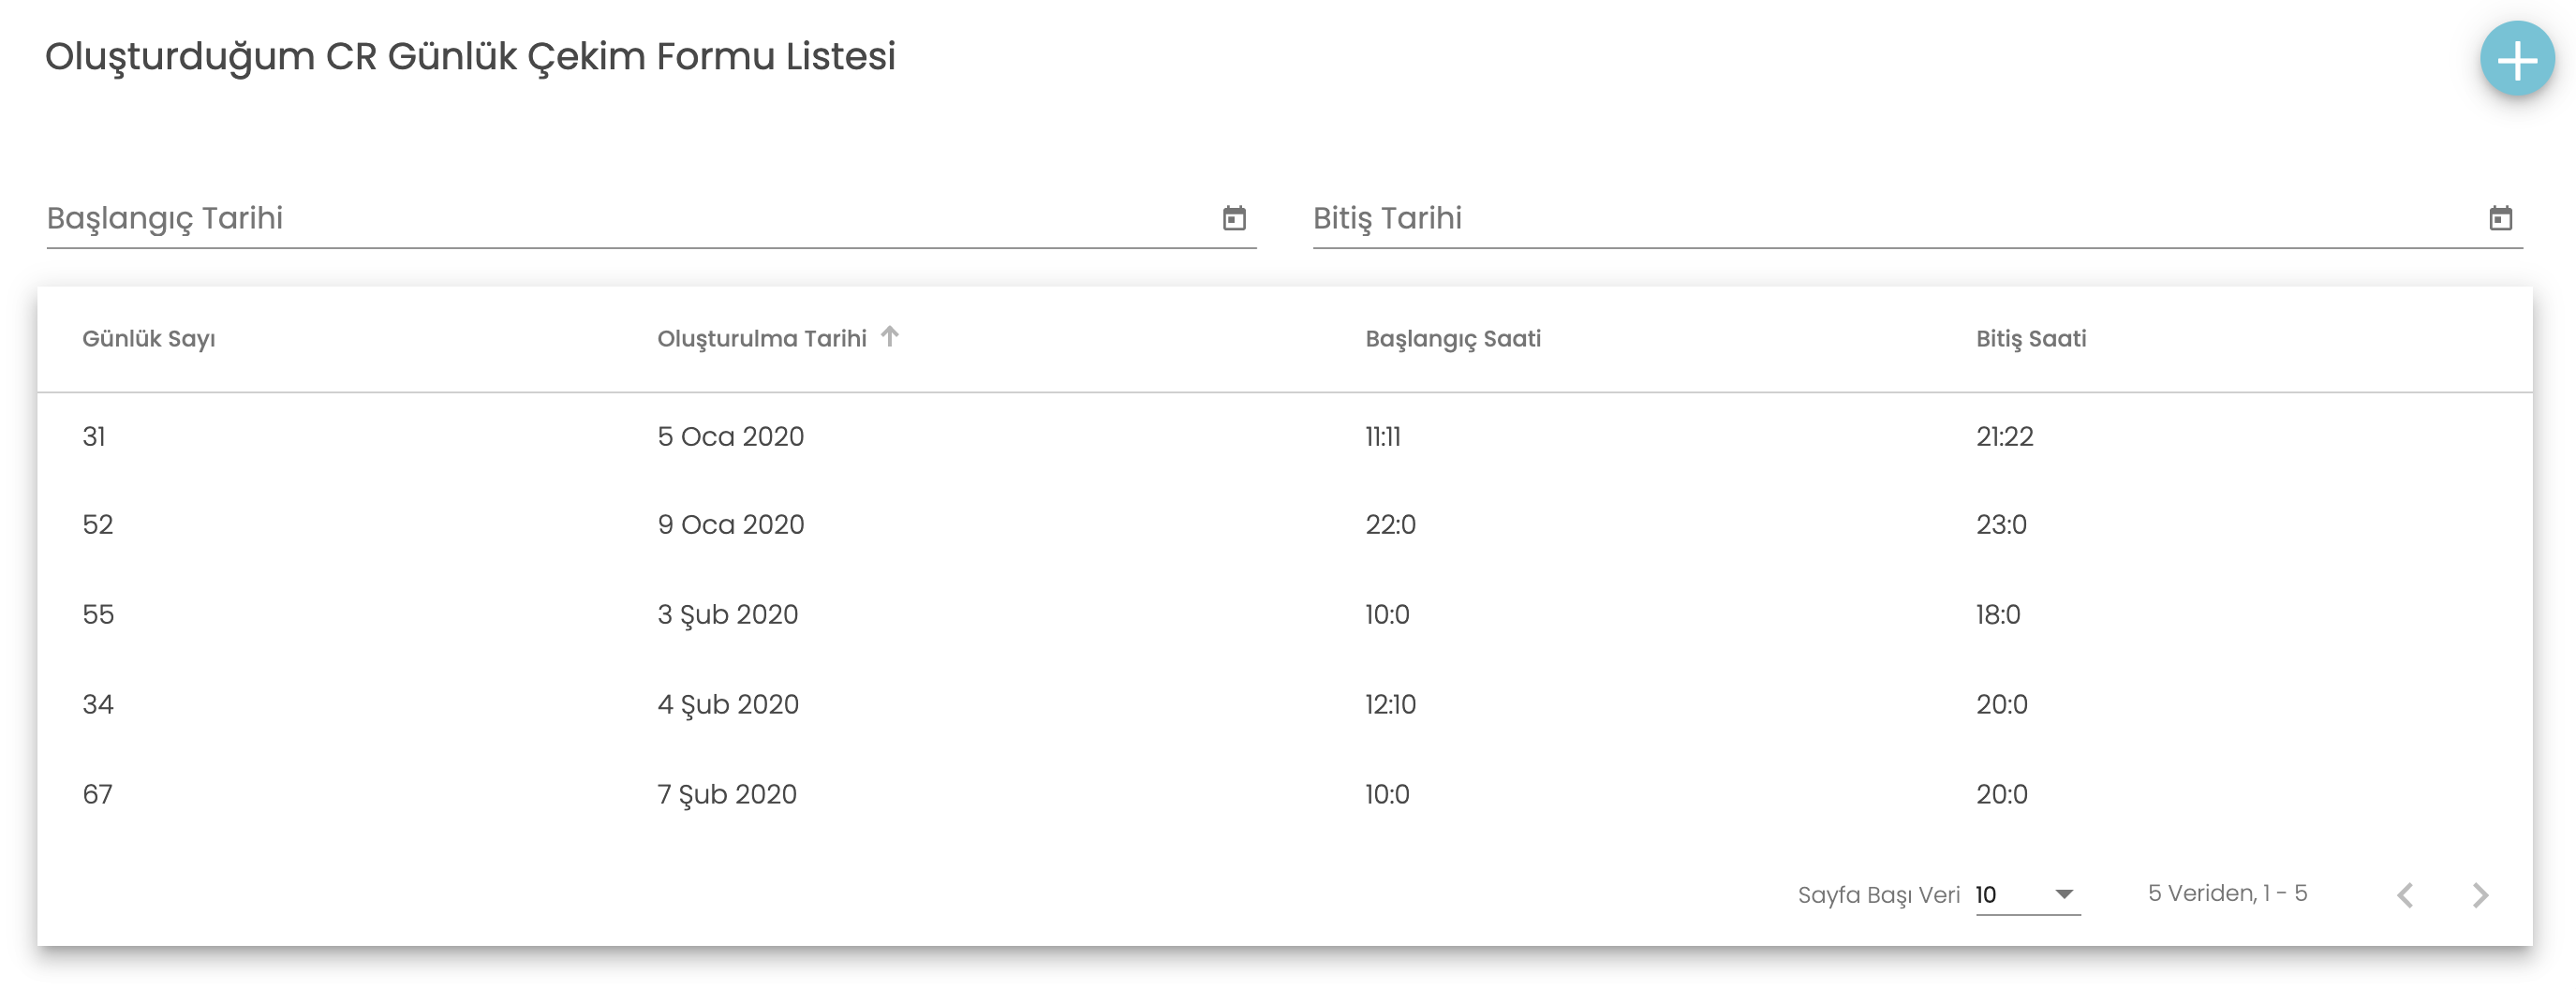 Oluşturduğum CR Günlük Çekim Formu Listesi
Başlangıç Tarihi Bitiş Tarihi
Günlük Sayı Oluşturulma Tarihi Başlangıç Saati Bitiş Saati
31 5 Oca 2020 11:11 21:22
52 9 Oca 2020 22:0 23:0
55 3 Şub 2020 10:0 18:0
34 4 Şub 2020 12:10 20:0
67 7 Şub 2020 10:0 20:0
Sayfa Başı Veri 10 5 Veriden, 1 - 5